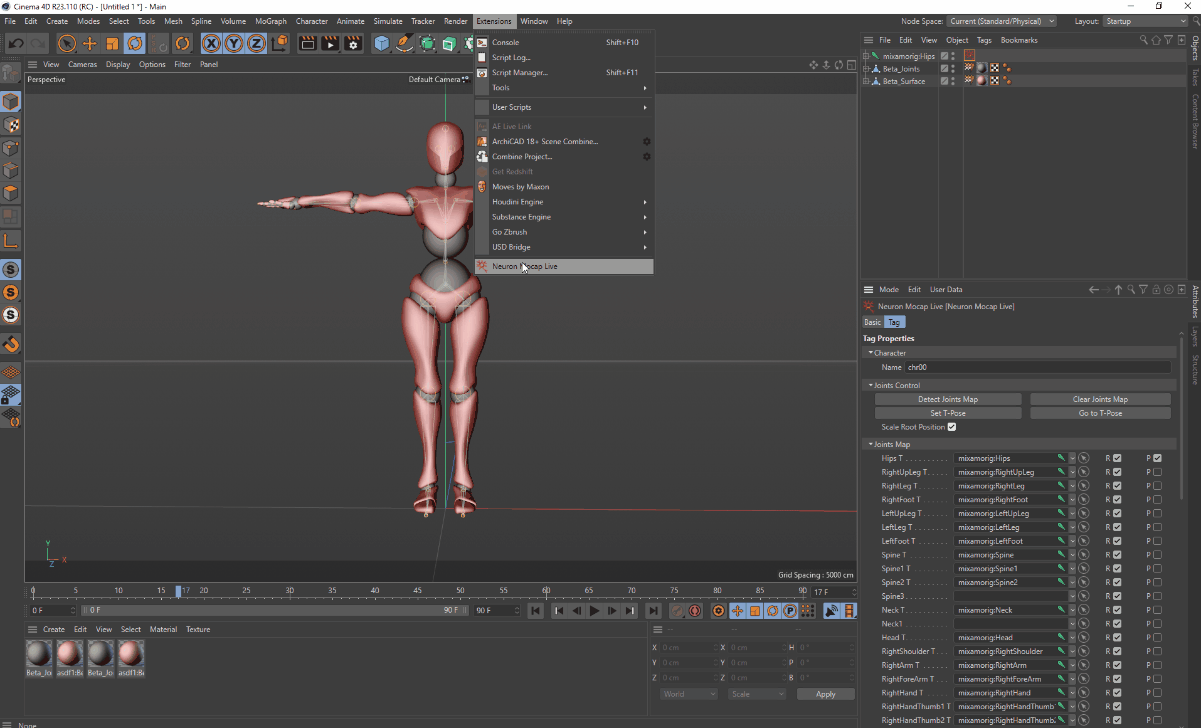 Cinema 4D R23.110 (RC) - [Untitled 1 *] - Main
File Edit Create Modes Select Tools Mesh Spline Volume MoGraph Character Animate Simulate Tracker Render Extensions Window Help
Node Space: Current (Standard/Physical) Layout: Startup
View Cameras Display Options Filter Panel
Perspective
Default Camera
Console Shift+F10
Script Log...
Script Manager... Shift+F11
Tools
User Scripts
AE Live Link
ArchiCAD 18+ Scene Combine...
Combine Project...
Get Redshift
Moves by Maxon
Houdini Engine
Substance Engine
Go Zbrush
USD Bridge
Neuron Mocap Live
File Edit View Object Tags Bookmarks
mixamorig:Hips
Beta_Joints
Beta_Surface
Objects
Takes
Content Browser
Mode Edit User Data
Neuron Mocap Live [Neuron Mocap Live]
Basic Tag
Tag Properties
Character
Name chr00
Joints Control
Detect Joints Map Clear Joints Map
Set T-Pose Go to T-Pose
Scale Root Position
Joints Map
Hips T mixamorig:Hips R P
RightUpLeg T mixamorig:RightUpLeg R P
RightLeg T mixamorig:RightLeg R P
RightFoot T mixamorig:RightFoot R P
LeftUpLeg T mixamorig:LeftUpLeg R P
LeftLeg T mixamorig:LeftLeg R P
LeftFoot T mixamorig:LeftFoot R P
Spine T mixamorig:Spine R P
Spine1 T mixamorig:Spine1 R P
Spine2 T mixamorig:Spine2 R P
Spine3 R P
Neck T mixamorig:Neck R P
Neck1 R P
Head T mixamorig:Head R P
RightShoulder T mixamorig:RightShoulder R P
RightArm T mixamorig:RightArm R P
RightForeArm T mixamorig:RightForeArm R P
RightHand T mixamorig:RightHand R P
RightHandThumb1 T mixamorig:RightHandThumb R P
RightHandThumb2 T mixamorig:RightHandThumb R P
Attributes
Layers
Structure
Y
X
Z
Grid Spacing : 5000 cm
0 5 10 15 17 20 25 30 35 40 45 50 55 60 65 70 75 80 85 90 17 F
0 F 0 F 90 F 90 F
Create Edit View Select Material Texture
Beta_Jo asdf1:Be Beta_Jo asdf1:Be
X 0 cm X 0 cm H 0 °
Y 0 cm Y 0 cm P 0 °
Z 0 cm Z 0 cm B 0 °
World Scale Apply
None